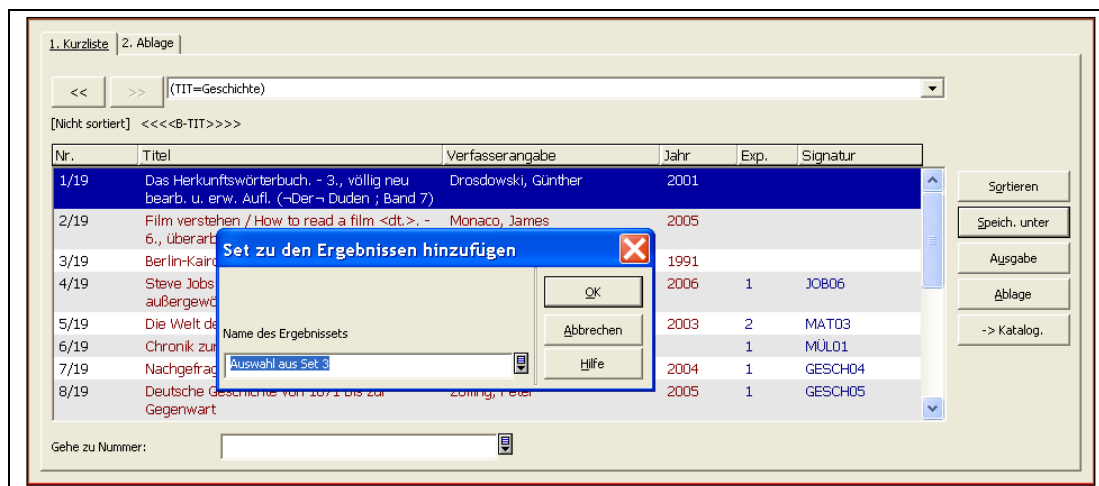 1. Kurzliste 2. Ablage
<< >> (TIT=Geschichte)
[Nicht sortiert] <<<<B-TIT>>>>
Nr. Titel Verfasserangabe Jahr Exp. Signatur
1/19 Das Herkunftswörterbuch. - 3., völlig neu Drosdowski, Günther 2001
bearb. u. erw. Aufl. (¬Der¬ Duden ; Band 7)
Sortieren
2/19 Film verstehen / How to read a film <dt.>. - Monaco, James 2005
6., überarb
Speich. unter
Set zu den Ergebnissen hinzufügen
3/19 Berlin-Kairo 1991
Ausgabe
4/19 Steve Jobs 2006 1 JOB06
außergewö
OK
Ablage
5/19 Die Welt de 2003 2 MAT03
Name des Ergebnissets
Abbrechen
-> Katalog.
6/19 Chronik zur 1 MÜL01
Auswahl aus Set 3
Hilfe
7/19 Nachgefrag 2004 1 GESCH04
8/19 Deutsche Geschichte von 1871 bis zur Zolling, Peter 2005 1 GESCH05
Gegenwart
Gehe zu Nummer: